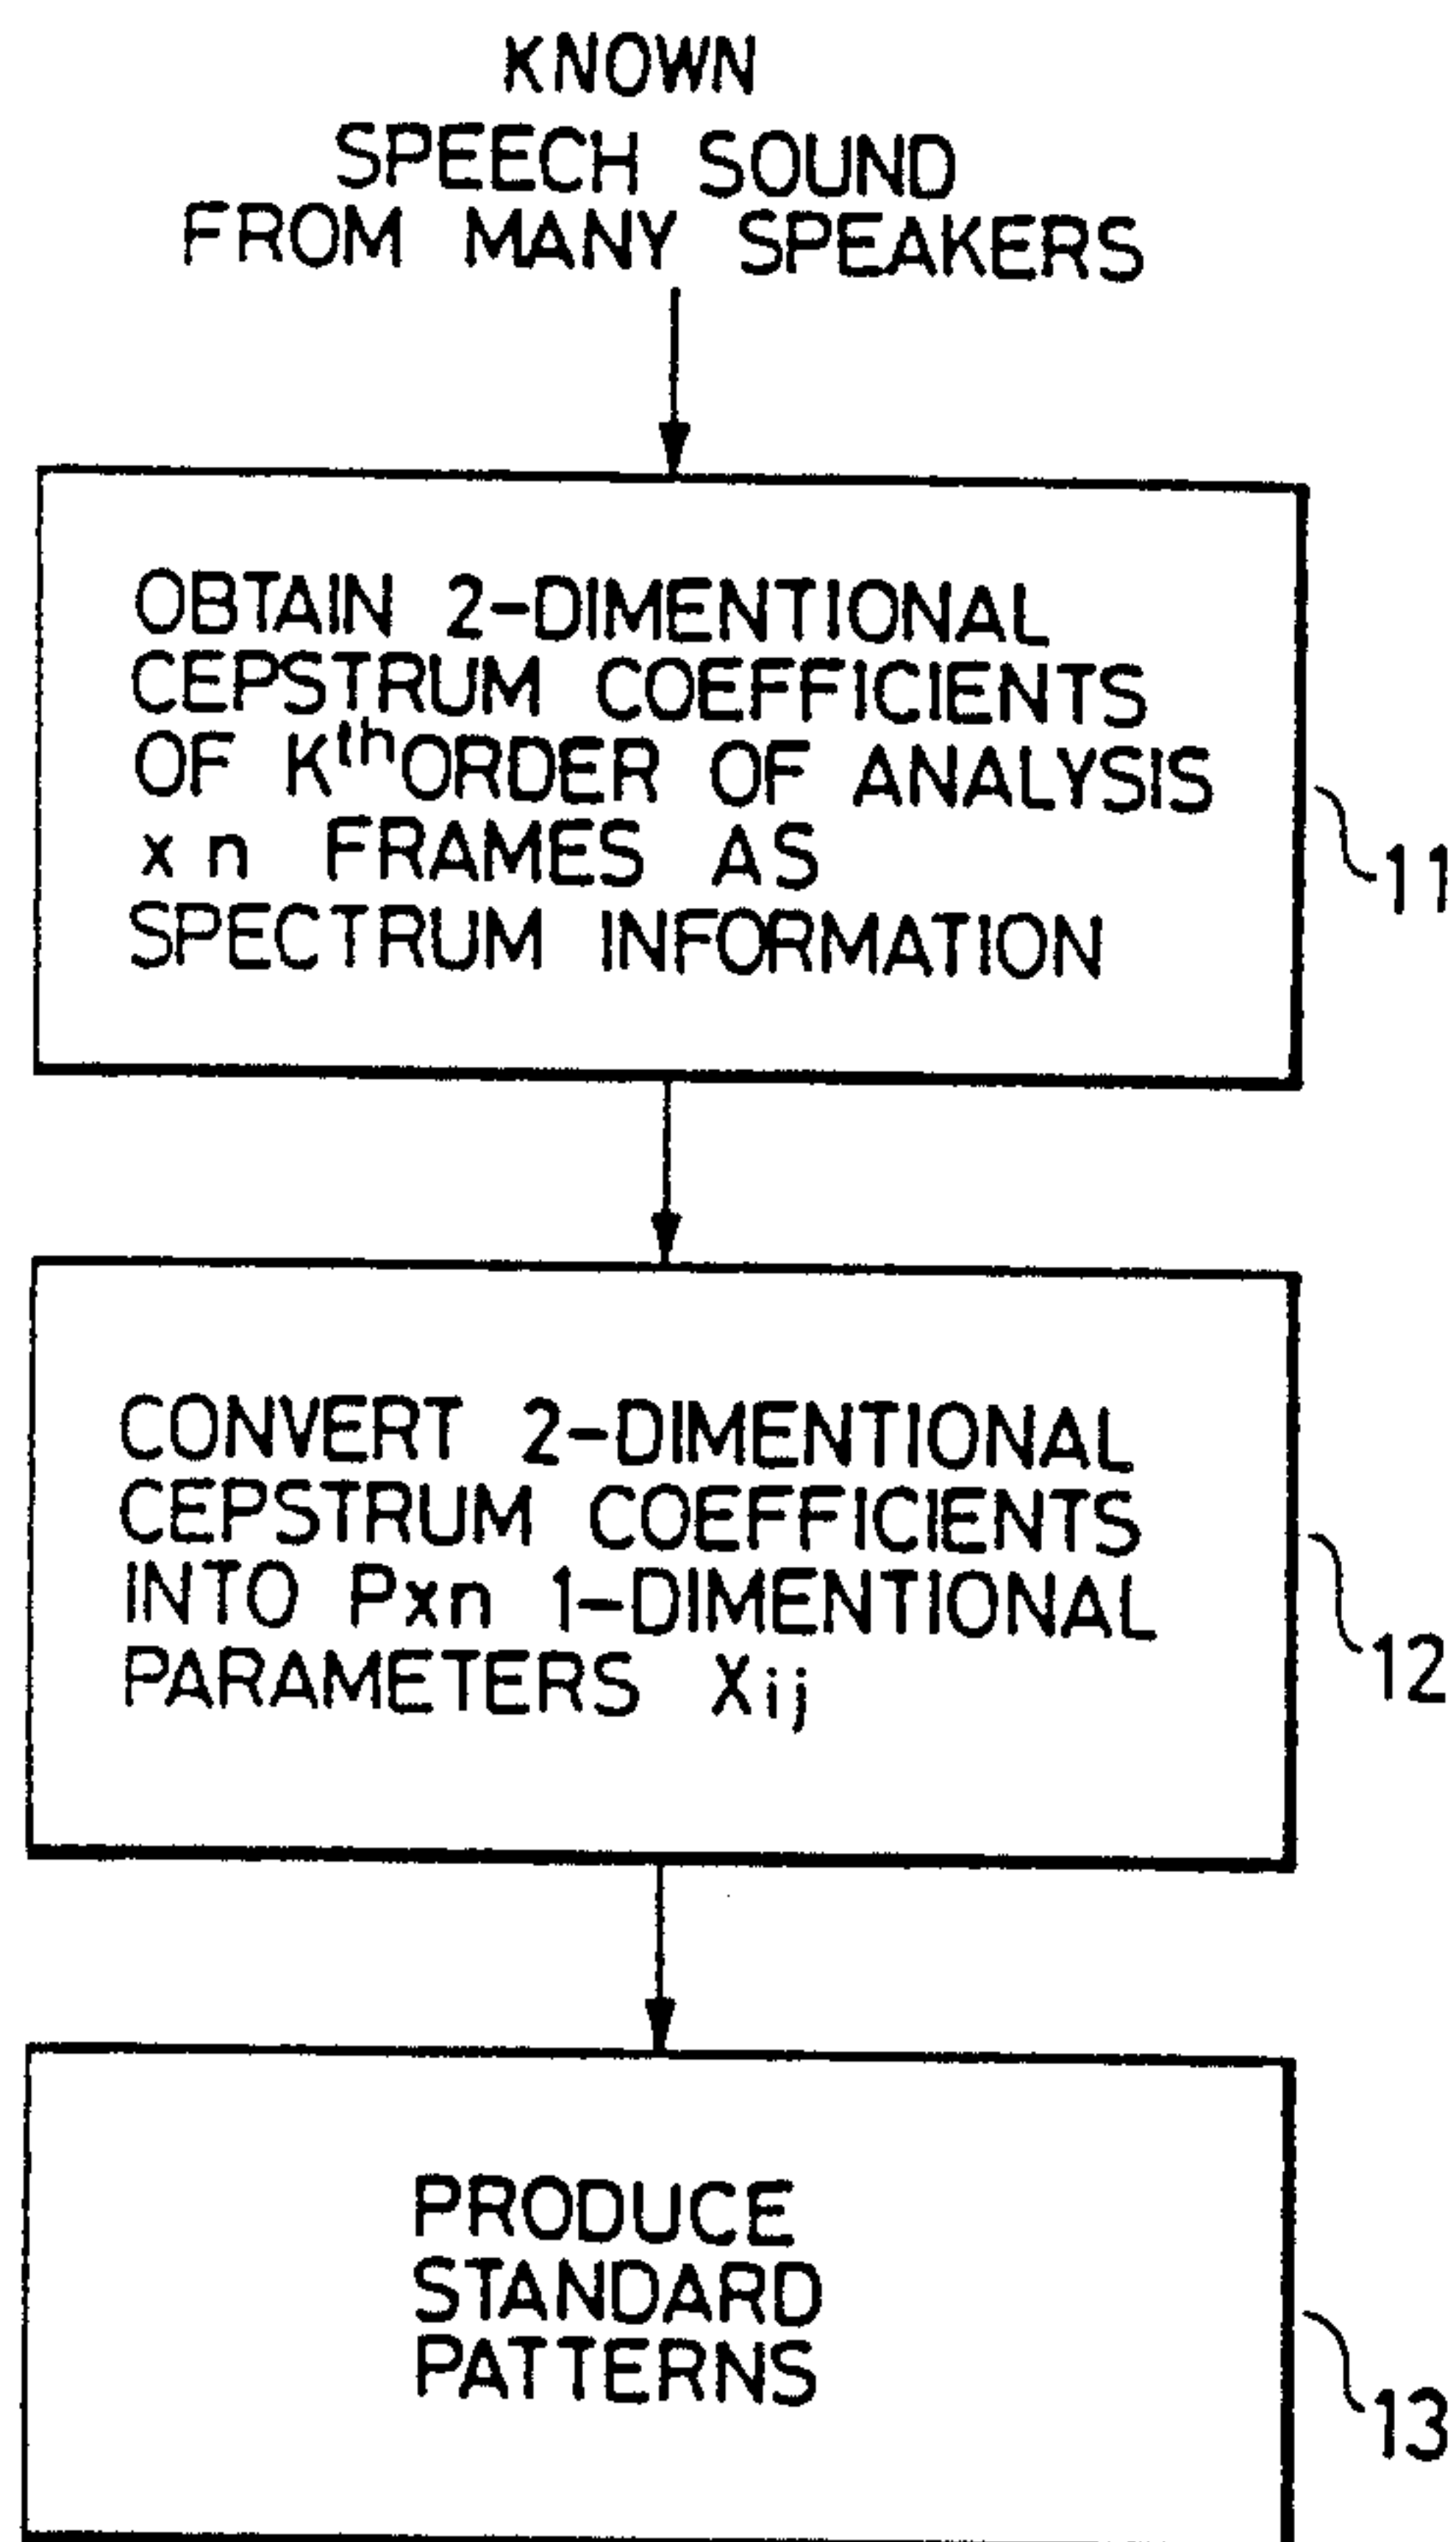 KNOWN
SPEECH SOUND
FROM MANY SPEAKERS
OBTAIN 2-DIMENTIONAL
CEPSTRUM COEFFICIENTS
OF Kth ORDER OF ANALYSIS
x n FRAMES AS
SPECTRUM INFORMATION
11
CONVERT 2-DIMENTIONAL
CEPSTRUM COEFFICIENTS
INTO Pxn 1-DIMENTIONAL
PARAMETERS Xij
12
PRODUCE
STANDARD
PATTERNS
13